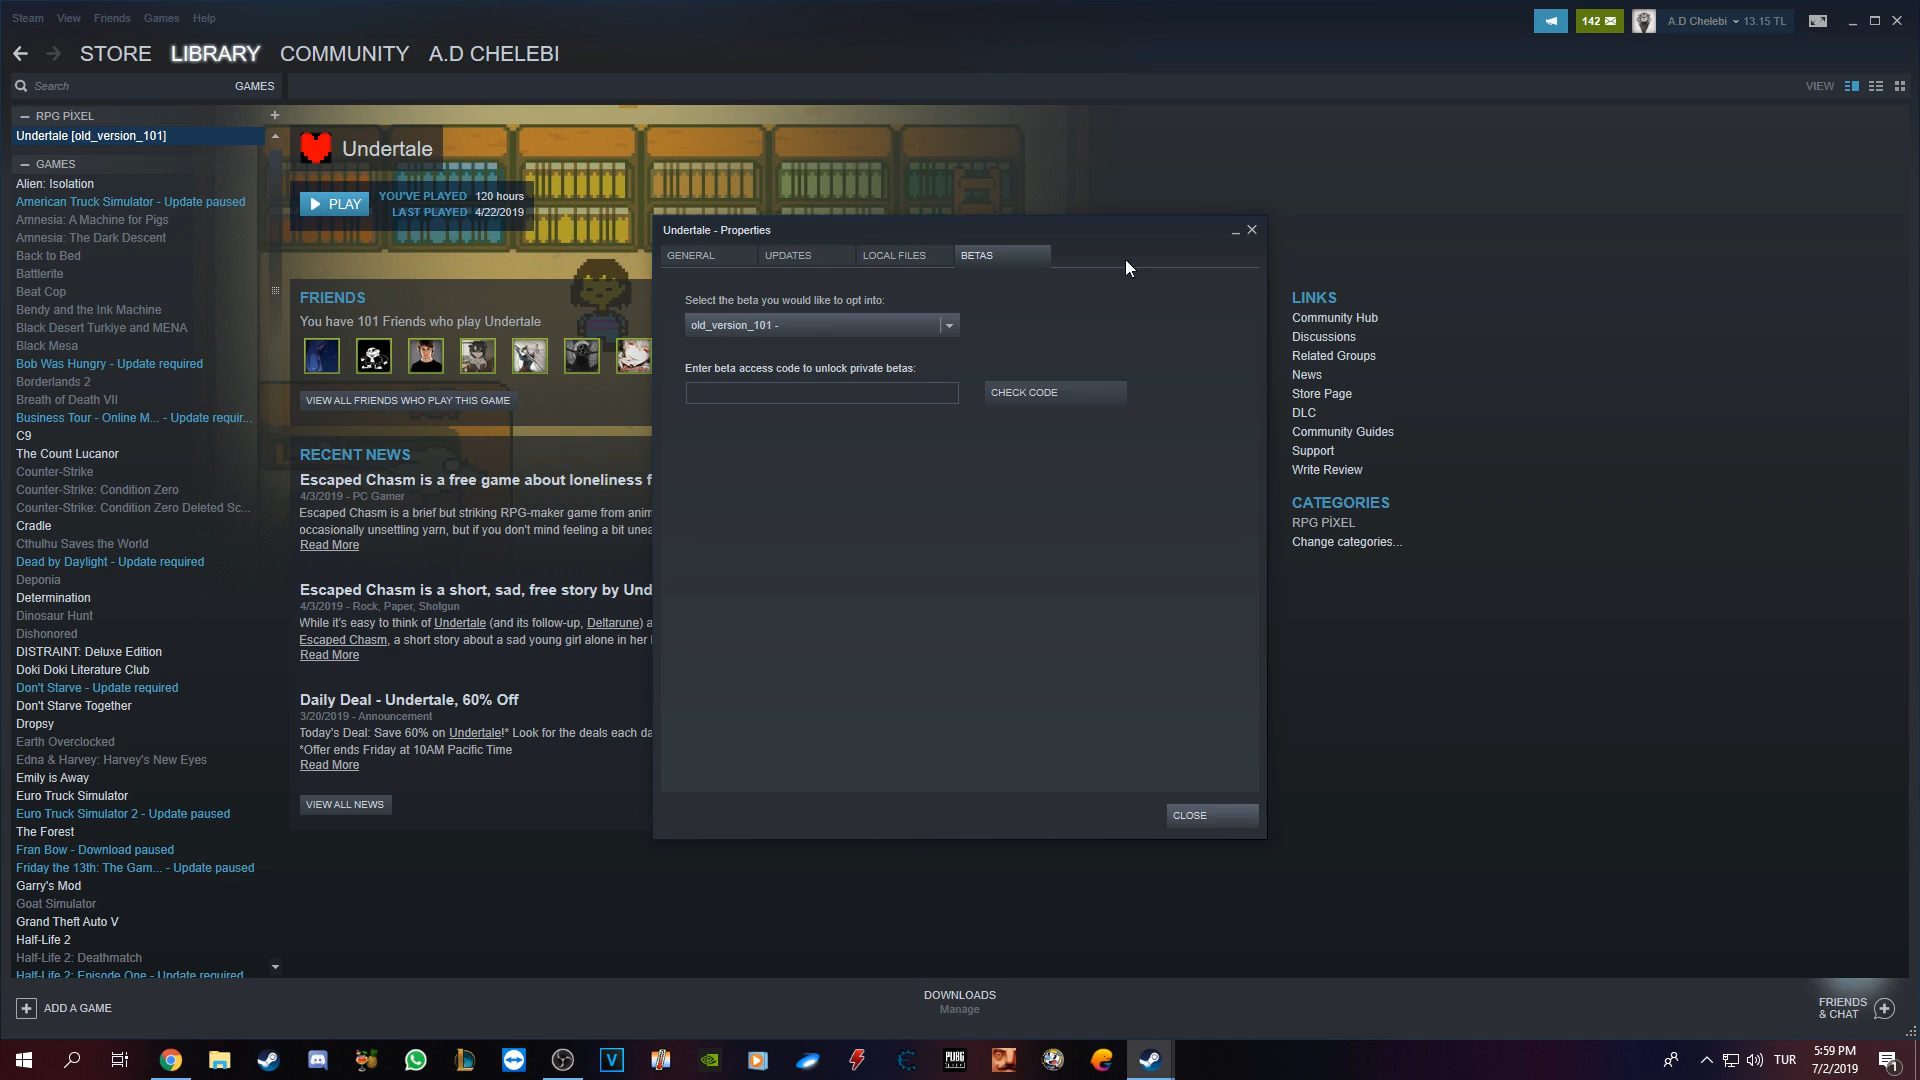 Steam View Friends Games Help
142
A.D Chelebi 13.15 TL
STORE LIBRARY COMMUNITY A.D CHELEBI
Search
GAMES
VIEW
— RPG PİXEL +
Undertale [old_version_101]
— GAMES
Alien: Isolation
American Truck Simulator - Update paused
Amnesia: A Machine for Pigs
Amnesia: The Dark Descent
Back to Bed
Battlerite
Beat Cop
Bendy and the Ink Machine
Black Desert Turkiye and MENA
Black Mesa
Bob Was Hungry - Update required
Borderlands 2
Breath of Death VII
Business Tour - Online M... - Update requir...
C9
The Count Lucanor
Counter-Strike
Counter-Strike: Condition Zero
Counter-Strike: Condition Zero Deleted Sc...
Cradle
Cthulhu Saves the World
Dead by Daylight - Update required
Deponia
Determination
Dinosaur Hunt
Dishonored
DISTRAINT: Deluxe Edition
Doki Doki Literature Club
Don't Starve - Update required
Don't Starve Together
Dropsy
Earth Overclocked
Edna & Harvey: Harvey's New Eyes
Emily is Away
Euro Truck Simulator
Euro Truck Simulator 2 - Update paused
The Forest
Fran Bow - Download paused
Friday the 13th: The Gam... - Update paused
Garry's Mod
Goat Simulator
Grand Theft Auto V
Half-Life 2
Half-Life 2: Deathmatch
Half-Life 2: Episode One - Update required
Undertale
PLAY
YOU'VE PLAYED 120 hours
LAST PLAYED 4/22/2019
FRIENDS
You have 101 Friends who play Undertale
VIEW ALL FRIENDS WHO PLAY THIS GAME
RECENT NEWS
Escaped Chasm is a free game about loneliness f
4/3/2019 - PC Gamer
Escaped Chasm is a brief but striking RPG-maker game from anim
occasionally unsettling yarn, but if you don't mind feeling a bit unea
Read More
Escaped Chasm is a short, sad, free story by Und
4/3/2019 - Rock, Paper, Shotgun
While it's easy to think of Undertale (and its follow-up, Deltarune) a
Escaped Chasm, a short story about a sad young girl alone in her
Read More
Daily Deal - Undertale, 60% Off
3/20/2019 - Announcement
Today's Deal: Save 60% on Undertale!* Look for the deals each da
*Offer ends Friday at 10AM Pacific Time
Read More
VIEW ALL NEWS
Undertale - Properties
GENERAL UPDATES LOCAL FILES BETAS
Select the beta you would like to opt into:
old_version_101 -
Enter beta access code to unlock private betas:
CHECK CODE
CLOSE
LINKS
Community Hub
Discussions
Related Groups
News
Store Page
DLC
Community Guides
Support
Write Review
CATEGORIES
RPG PİXEL
Change categories...
+ ADD A GAME
DOWNLOADS
Manage
FRIENDS
& CHAT
V
PUBG
TUR
5:59 PM
7/2/2019
1